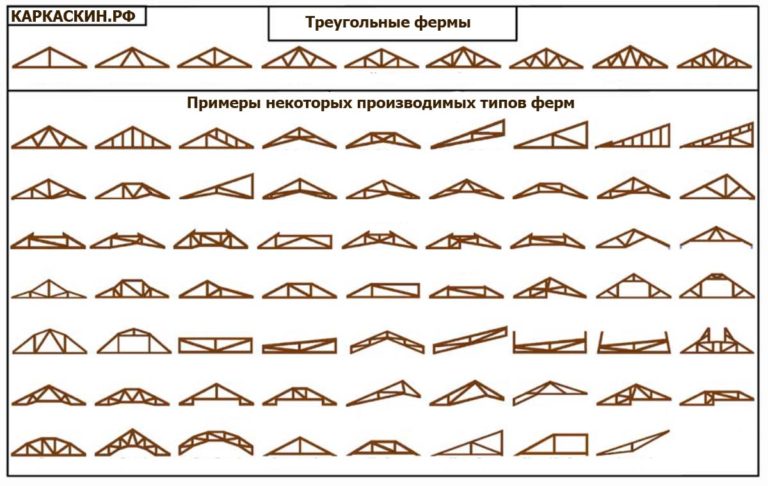 КАРКАСКИН.РФ
Треугольные фермы
Примеры некоторых производимых типов ферм